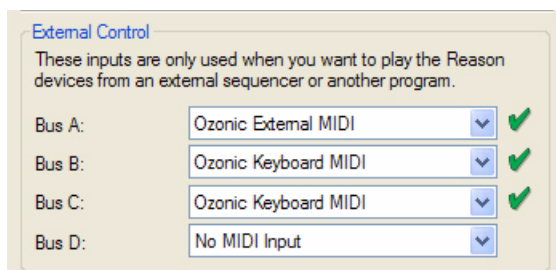 External Control
These inputs are only used when you want to play the Reason
devices from an external sequencer or another program.
Bus A: Ozonic External MIDI
Bus B: Ozonic Keyboard MIDI
Bus C: Ozonic Keyboard MIDI
Bus D: No MIDI Input